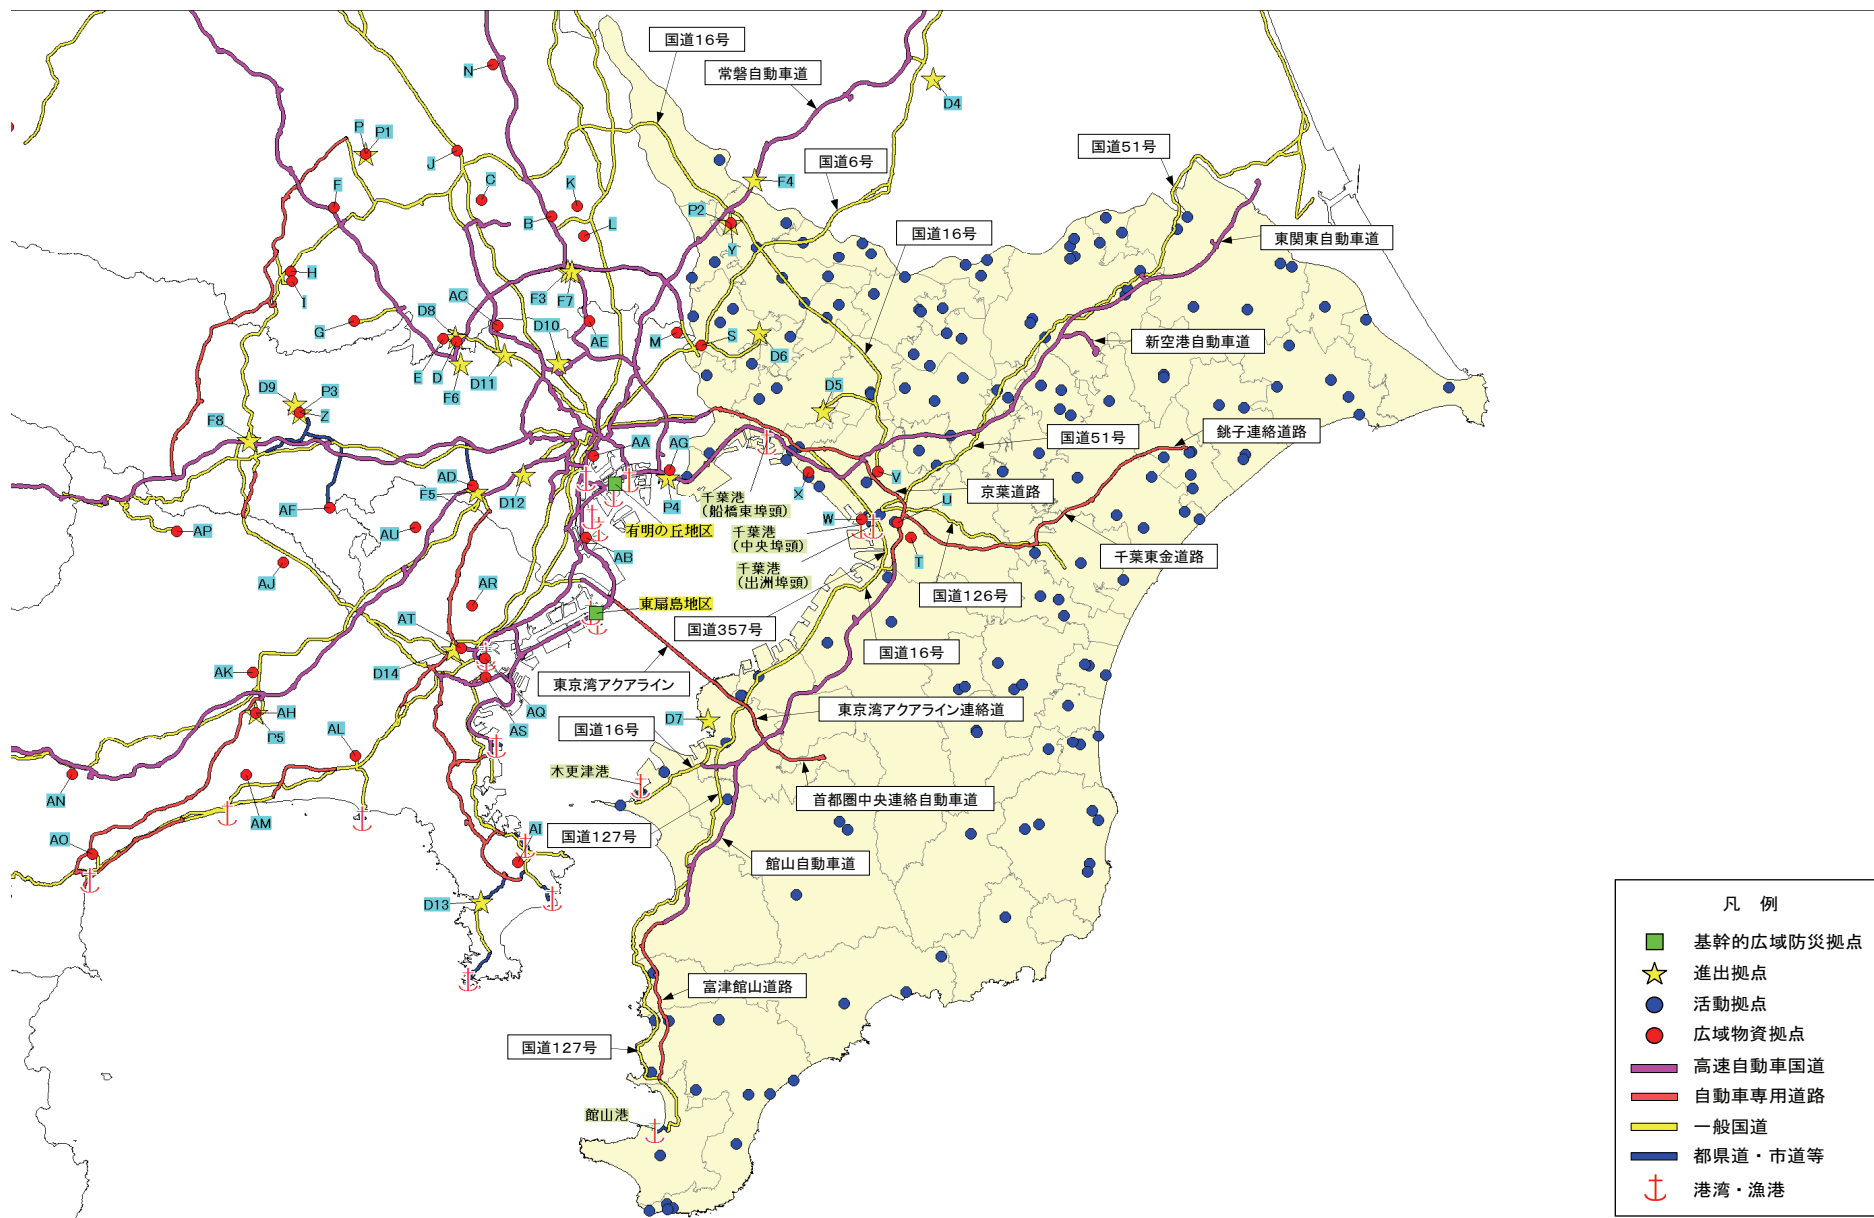 国道16号
常磐自動車道
N
D4
P
P1
国道51号
J
国道6号
C
K
F4
F
B
L
P2
国道16号
Y
東関東自動車道
H
I
F3
F7
AC
D8
D10
G
AE
M
S
D6
新空港自動車道
E
D
D11
F6
D9
P3
Z
D5
F8
国道51号
銚子連絡道路
AA
AG
AD
F5
D12
P4
X
V
京葉道路
千葉港
(船橋東埠頭)
U
AF
AU
有明の丘地区
W
千葉港
(中央埠頭)
AP
AB
T
千葉東金道路
千葉港
(出洲埠頭)
AJ
AR
国道126号
東扇島地区
AT
国道357号
国道16号
AK
D14
東京湾アクアライン
AQ
東京湾アクアライン連絡道
AH
D7
AS
国道16号
P5
AL
木更津港
AN
首都圏中央連絡自動車道
AM
AI
国道127号
AO
館山自動車道
D13
富津館山道路
国道127号
館山港
凡 例
基幹的広域防災拠点
進出拠点
活動拠点
広域物資拠点
高速自動車国道
自動車専用道路
一般国道
都県道・市道等
港湾・漁港